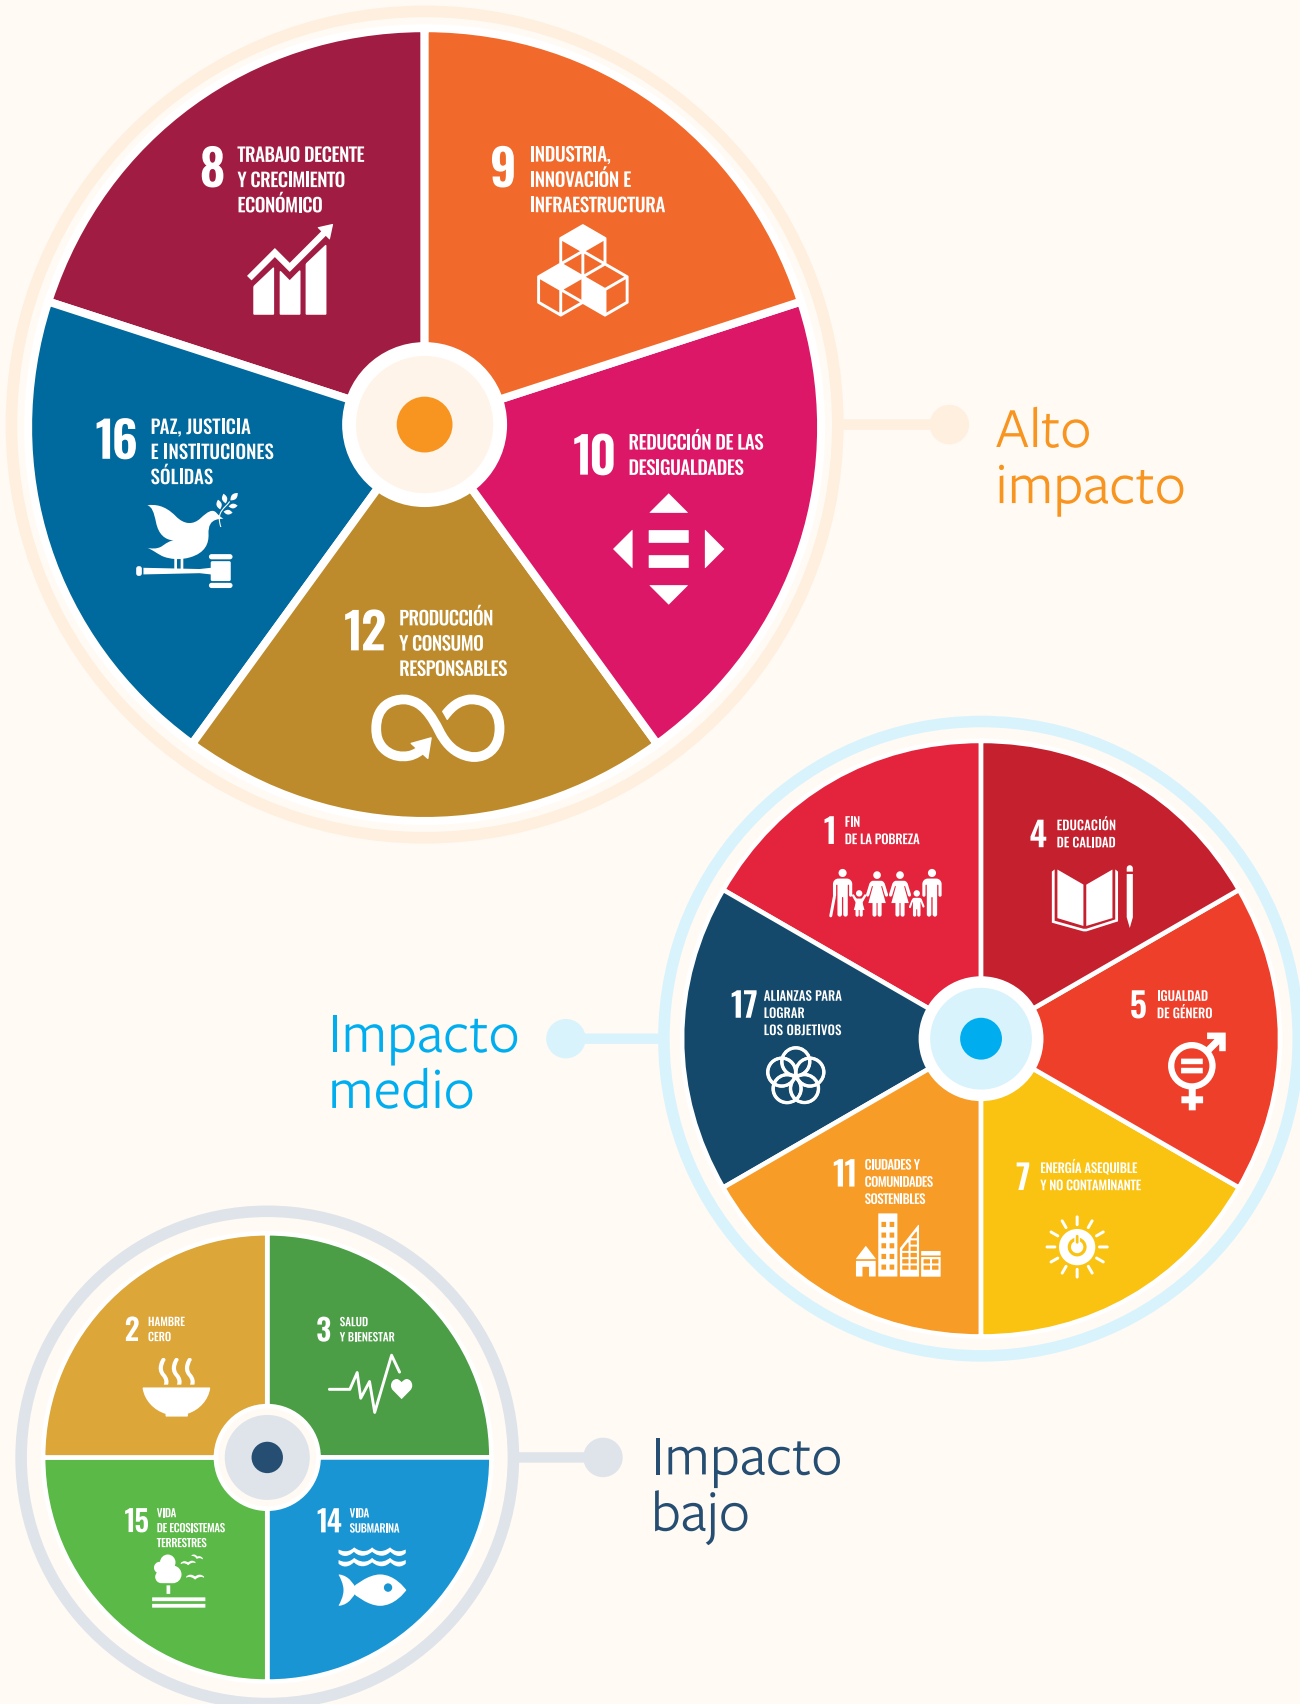 8 TRABAJO DECENTE
Y CRECIMIENTO
ECONÓMICO
9 INDUSTRIA,
INNOVACIÓN E
INFRAESTRUCTURA
16 PAZ, JUSTICIA
E INSTITUCIONES
SÓLIDAS
10 REDUCCIÓN DE LAS
DESIGUALDADES
12 PRODUCCIÓN
Y CONSUMO
RESPONSABLES
Alto
impacto
1 FIN
DE LA POBREZA
4 EDUCACIÓN
DE CALIDAD
17 ALIANZAS PARA
LOGRAR
LOS OBJETIVOS
5 IGUALDAD
DE GÉNERO
11 CIUDADES Y
COMUNIDADES
SOSTENIBLES
7 ENERGÍA ASEQUIBLE
Y NO CONTAMINANTE
Impacto
medio
2 HAMBRE
CERO
3 SALUD
Y BIENESTAR
15 VIDA
DE ECOSISTEMAS
TERRESTRES
14 VIDA
SUBMARINA
Impacto
bajo